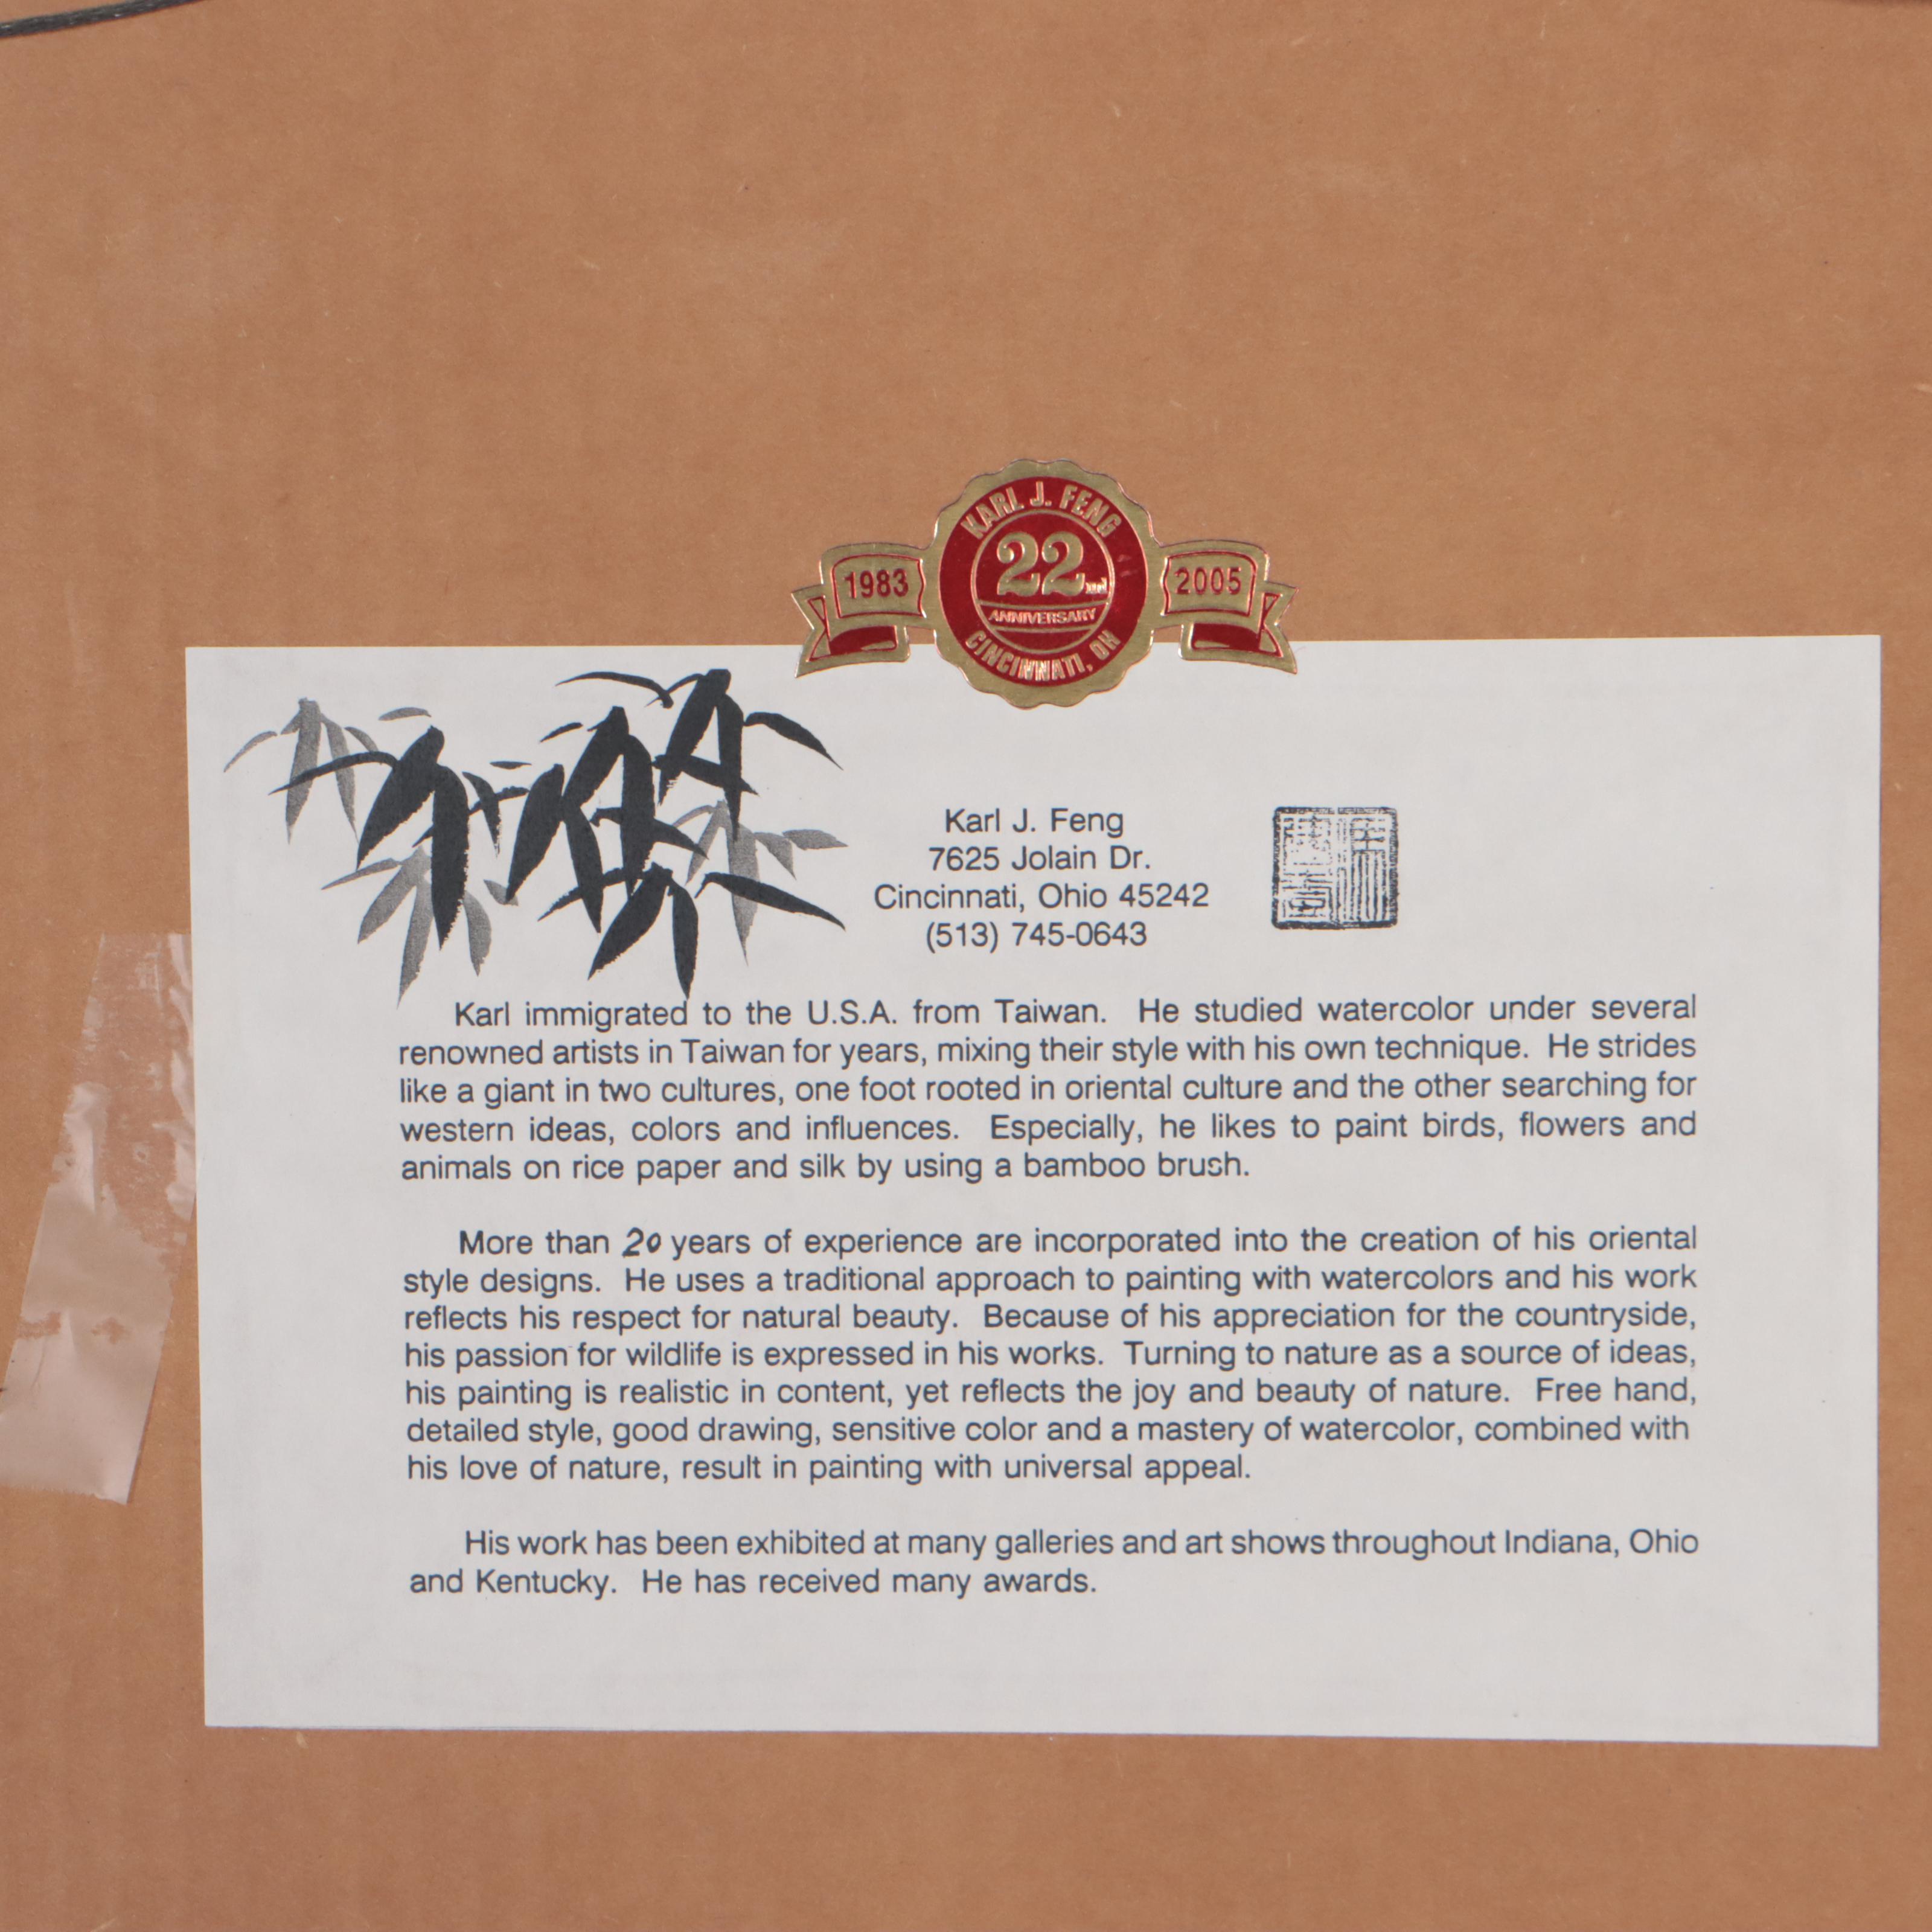 KARL J. FENG
1983
22nd
2005
ANNIVERSARY
CINCINNATI, OH
Karl J. Feng
7625 Jolain Dr.
Cincinnati, Ohio 45242
(513) 745-0643
Karl immigrated to the U.S.A. from Taiwan. He studied watercolor under several
renowned artists in Taiwan for years, mixing their style with his own technique. He strides
like a giant in two cultures, one foot rooted in oriental culture and the other searching for
western ideas, colors and influences. Especially, he likes to paint birds, flowers and
animals on rice paper and silk by using a bamboo brush.
More than 20 years of experience are incorporated into the creation of his oriental
style designs. He uses a traditional approach to painting with watercolors and his work
reflects his respect for natural beauty. Because of his appreciation for the countryside,
his passion for wildlife is expressed in his works. Turning to nature as a source of ideas,
his painting is realistic in content, yet reflects the joy and beauty of nature. Free hand,
detailed style, good drawing, sensitive color and a mastery of watercolor, combined with
his love of nature, result in painting with universal appeal.
His work has been exhibited at many galleries and art shows throughout Indiana, Ohio
and Kentucky. He has received many awards.